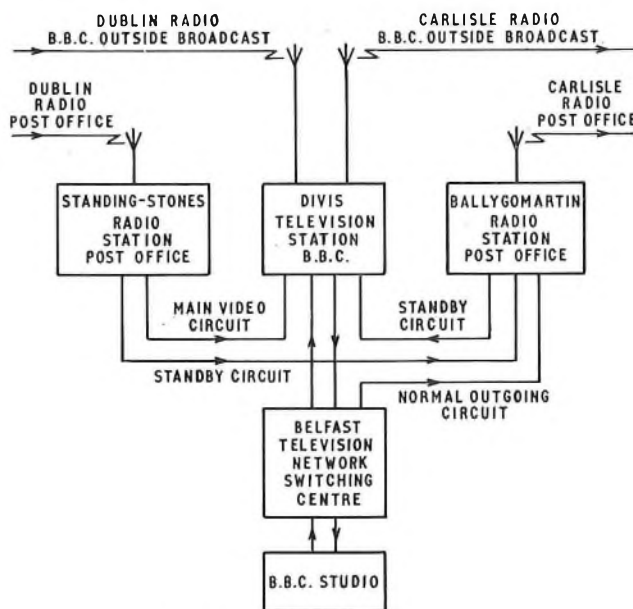 DUBLIN RADIO
B.B.C. OUTSIDE BROADCAST
CARLISLE RADIO
B.B.C. OUTSIDE BROADCAST
DUBLIN
RADIO
POST OFFICE
CARLISLE
RADIO
POST OFFICE
STANDING-STONES
RADIO
STATION
POST OFFICE
DIVIS
TELEVISION
STATION
B.B.C.
BALLYGOMARTIN
RADIO
STATION
POST OFFICE
MAIN VIDEO
CIRCUIT
STANDBY
CIRCUIT
STANDBY CIRCUIT
NORMAL OUTGOING
CIRCUIT
BELFAST
TELEVISION
NETWORK
SWITCHING
CENTRE
B.B.C. STUDIO